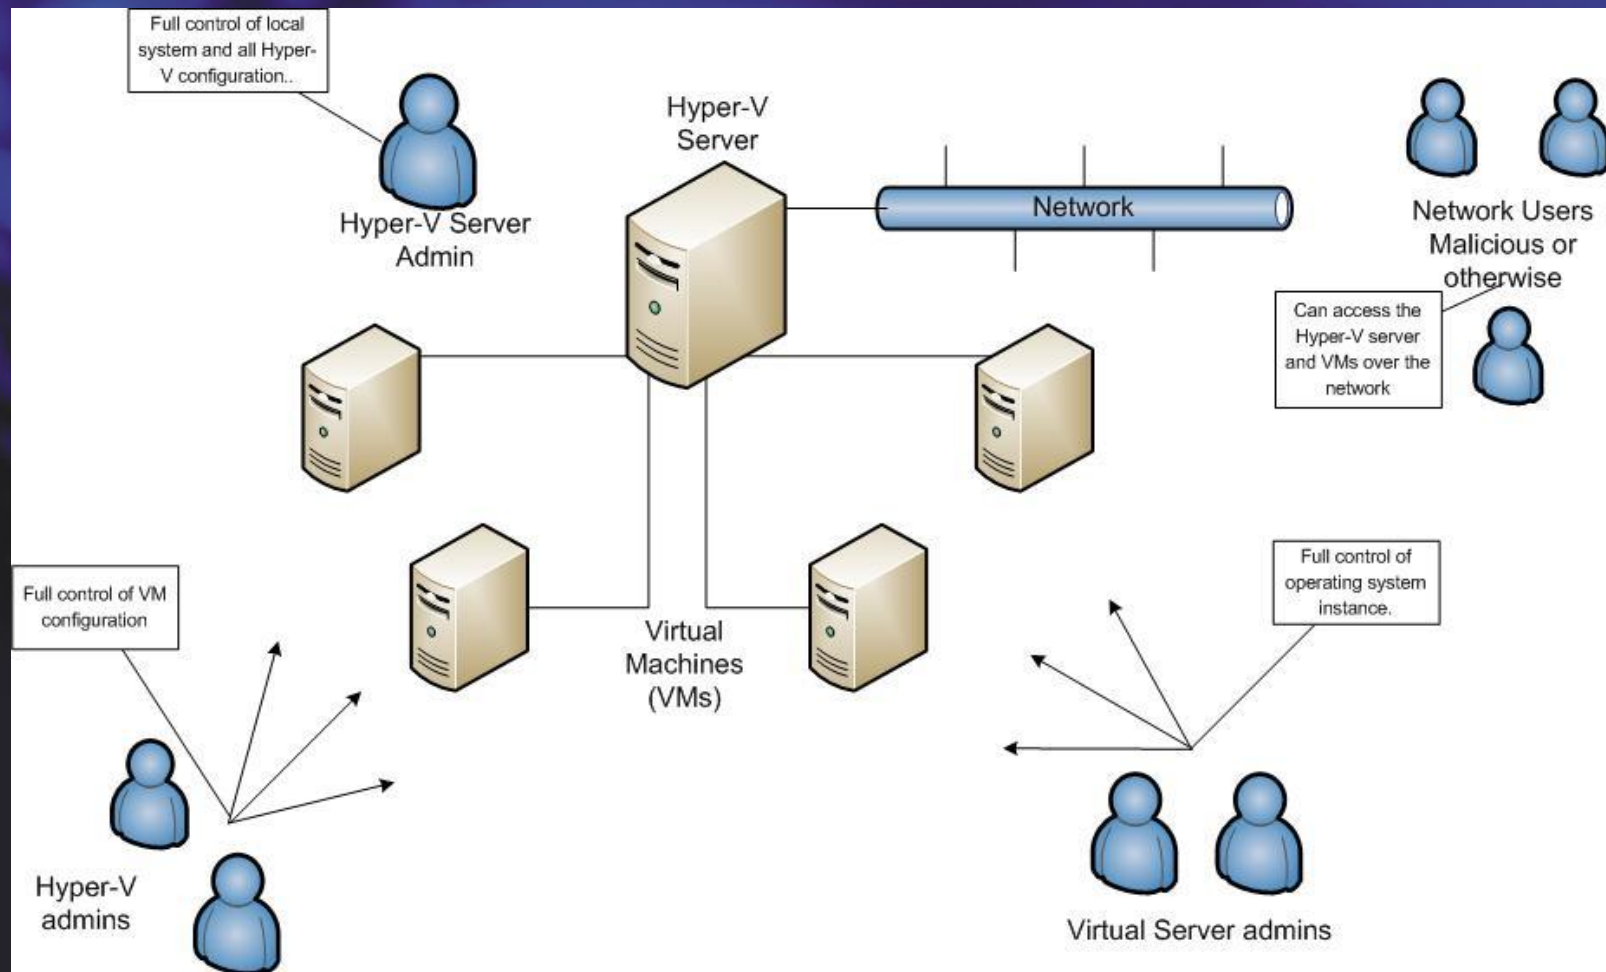 Full control of local
system and all Hyper-
V configuration..
Hyper-V Server
Admin
Hyper-V
Server
Network
Network Users
Malicious or
otherwise
Can access the
Hyper-V server
and VMs over the
network
Full control of VM
configuration
Virtual
Machines
(VMs)
Full control of
operating system
instance.
Hyper-V
admins
Virtual Server admins